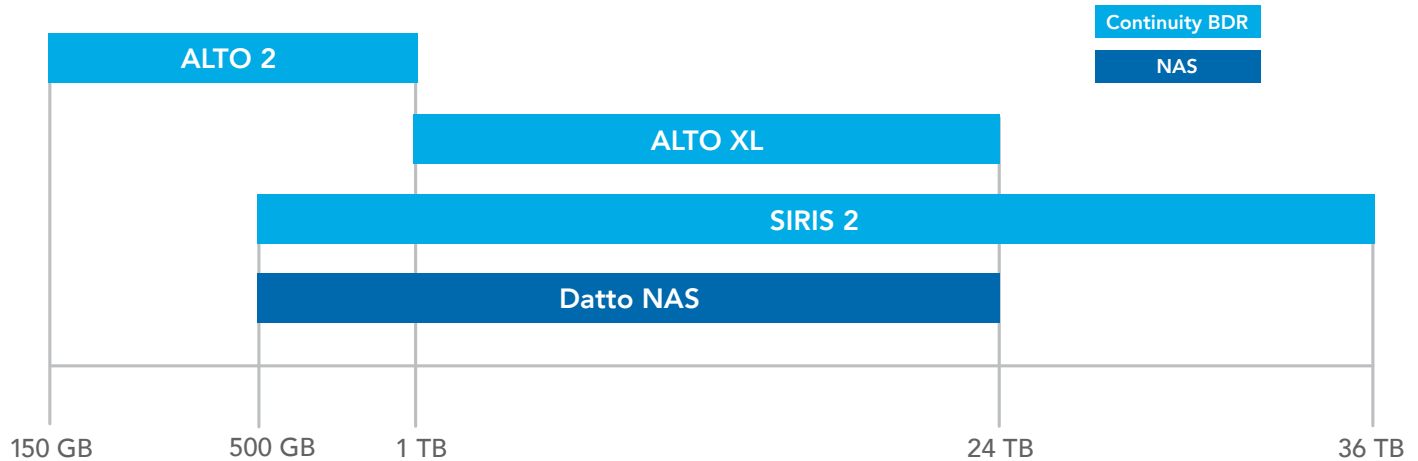 Continuity BDR
NAS
ALTO 2
ALTO XL
SIRIS 2
Datto NAS
150 GB
500 GB
1 TB
24 TB
36 TB